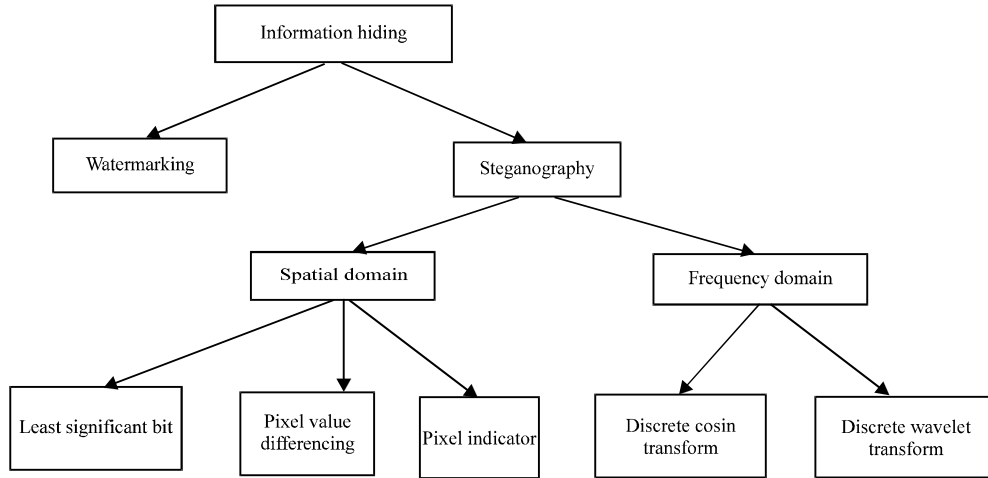 Information hiding
Watermarking
Steganography
Spatial domain
Frequency domain
Least significant bit
Pixel value
differencing
Pixel indicator
Discrete cosin
transform
Discrete wavelet
transform